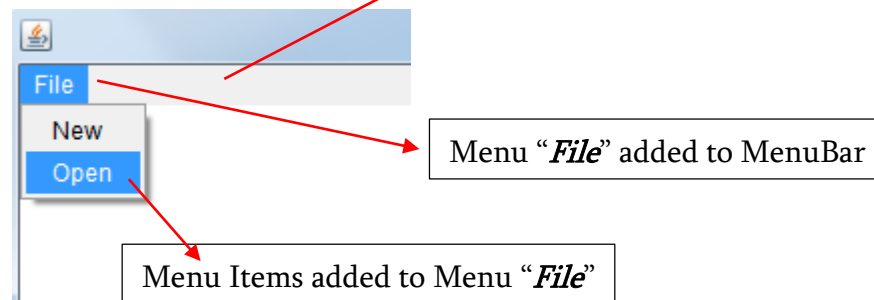 File
New
Open
Menu “File” added to MenuBar
Menu Items added to Menu “File”